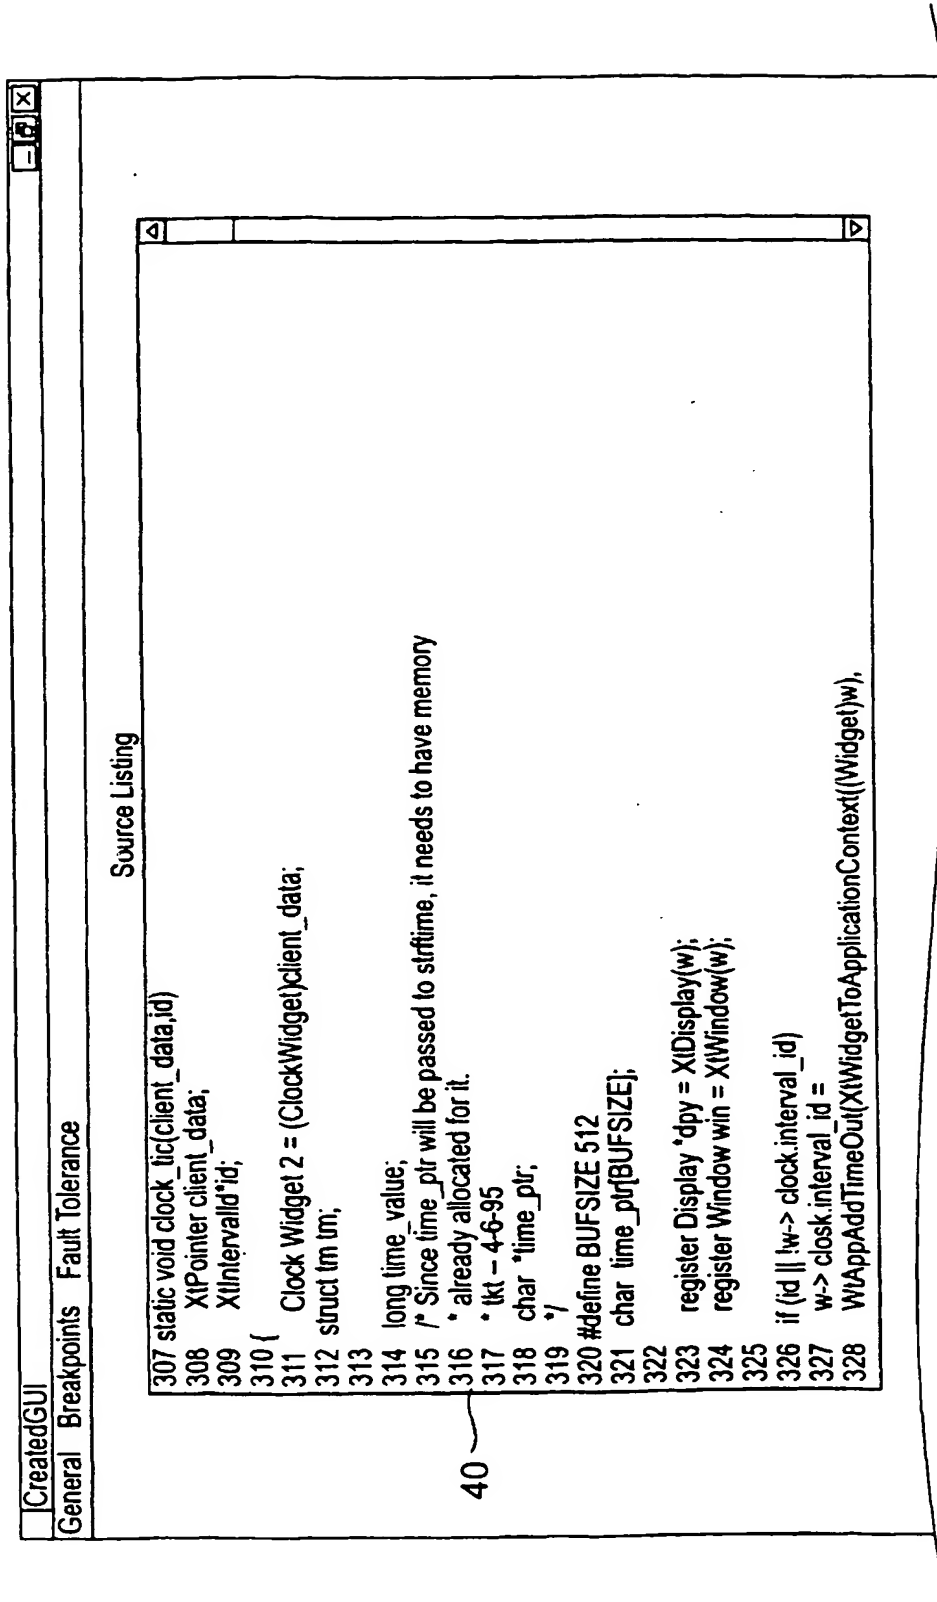 CreatedGUI
General Breakpoints Fault Tolerance
Source Listing
307 static void clock_tic(client_data,id)
308 XtPointer client_data;
309 XtIntervalId*id;
310 {
311 Clock Widget 2 = (ClockWidget)client_data;
312 struct tm tm;
313
314 long time_value;
315 /* Since time_ptr will be passed to strftime, it needs to have memory
316 * already allocated for it.
317 * tkt – 4-6-95
318 char *time_ptr;
319 */
320 #define BUFSIZE 512
321 char time_ptr[BUFSIZE];
322
323 register Display *dpy = XtDisplay(w);
324 register Window win = XtWindow(w);
325
326 if (id || !w-> clock.interval_id)
327 w-> closk.interval_id =
328 WtAppAddTimeOut(XtWidgetToApplicationContext((Widget)w),
40